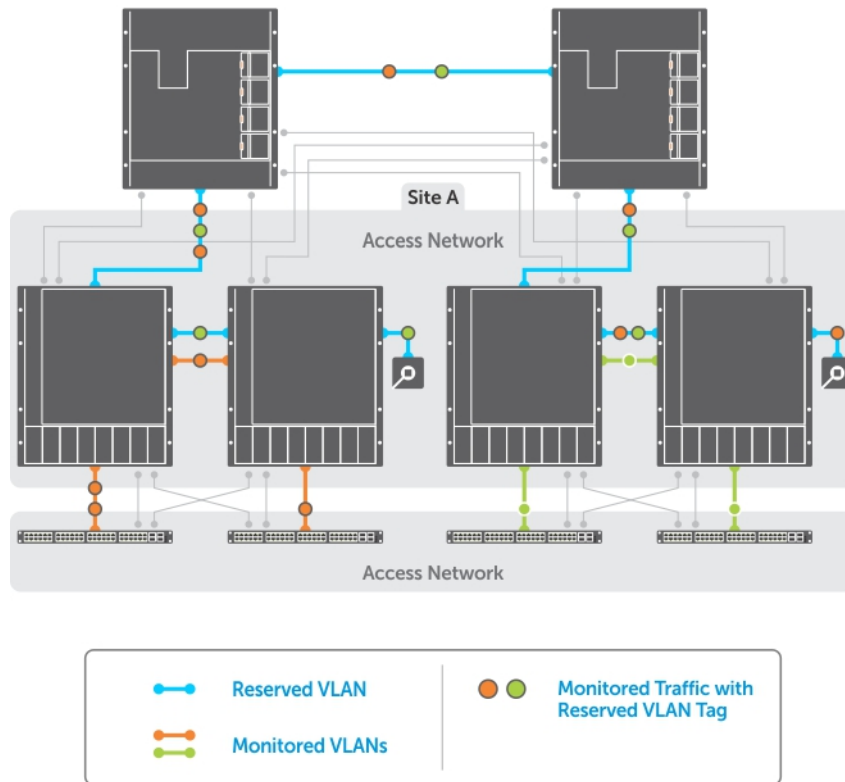 Site A
Access Network
Access Network
Reserved VLAN
Monitored VLANs
Monitored Traffic with
Reserved VLAN Tag